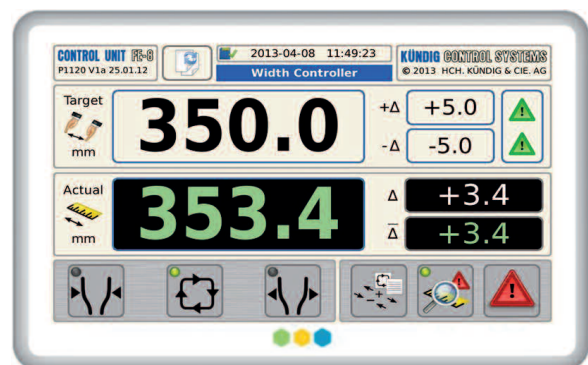 CONTROL UNIT FE-8
P1120 V1a 25.01.12
2013-04-08 11:49:23
Width Controller
KÜNDIG CONTROL SYSTEMS
© 2013 HCH. KÜNDIG & CIE. AG
Target
350.0
mm
+Δ +5.0
-Δ -5.0
Actual
353.4
mm
Δ +3.4
Δ̅ +3.4